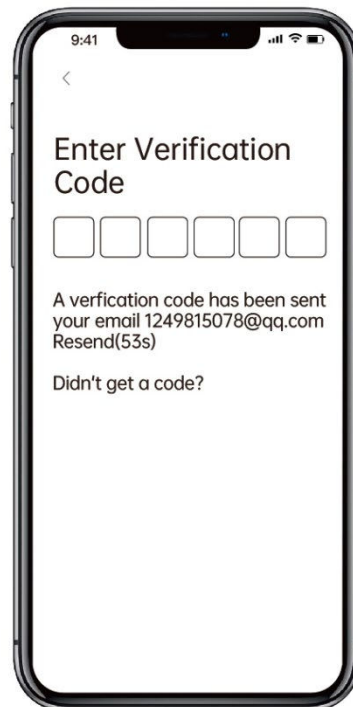 9:41
Enter Verification
Code
A verfication code has been sent
your email 1249815078@qq.com
Resend(53s)
Didn't get a code?